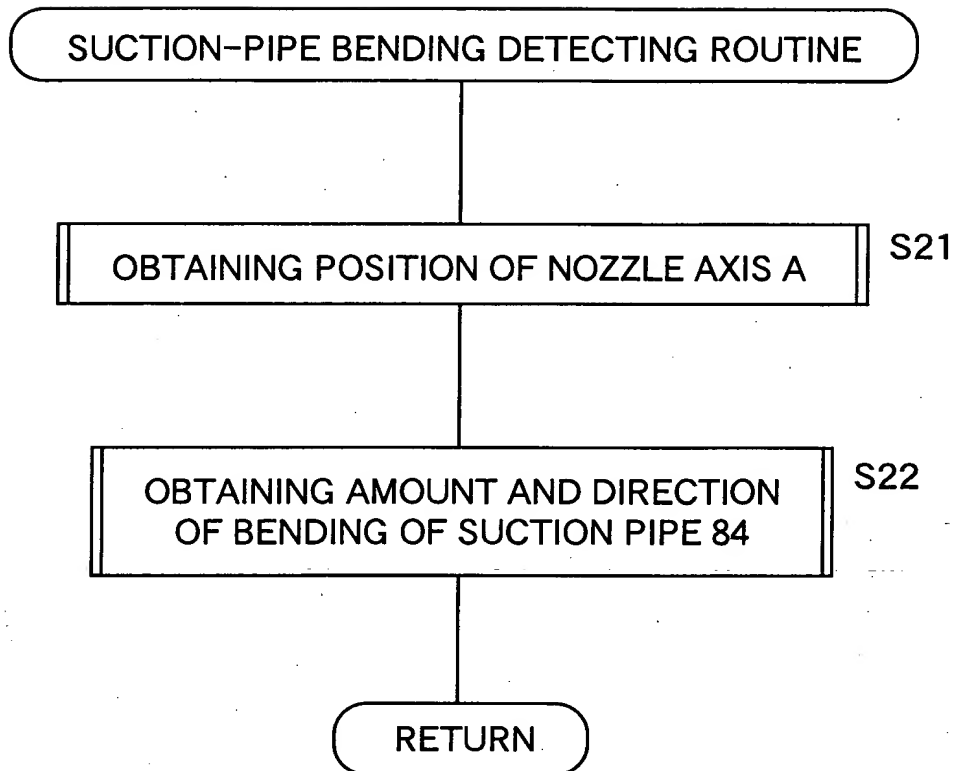 SUCTION-PIPE BENDING DETECTING ROUTINE
OBTAINING POSITION OF NOZZLE AXIS A
S21
OBTAINING AMOUNT AND DIRECTION
OF BENDING OF SUCTION PIPE 84
S22
RETURN